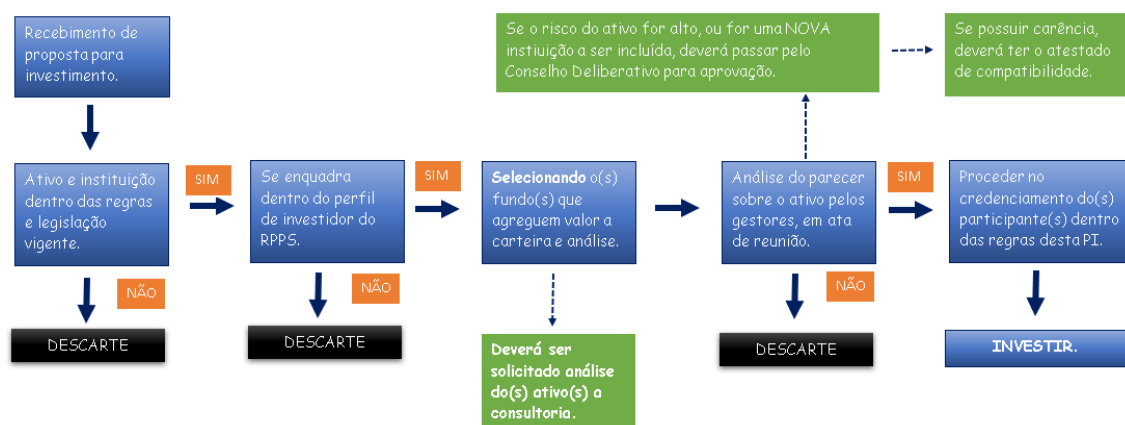 Recebimento de
proposta para
investimento.
Se o risco do ativo for alto, ou for uma NOVA
instiuição a ser incluída, deverá passar pelo
Conselho Deliberativo para aprovação.
Se possuir carência,
deverá ter o atestado
de compatibilidade.
Ativo e instituição
dentro das regras
e legislação
vigente.
SIM
Se enquadra
dentro do perfil
de investidor do
RPPS.
SIM
Selecionando o(s)
fundo(s) que
agreguem valor a
carteira e análise.
Análise do parecer
sobre o ativo pelos
gestores, em ata
de reunião.
SIM
Proceder no
credenciamento do(s)
participante(s) dentro
das regras desta PI.
NÃO
NÃO
NÃO
DESCARTE
DESCARTE
Deverá ser
solicitado análise
do(s) ativo(s) a
consultoria.
DESCARTE
INVESTIR.